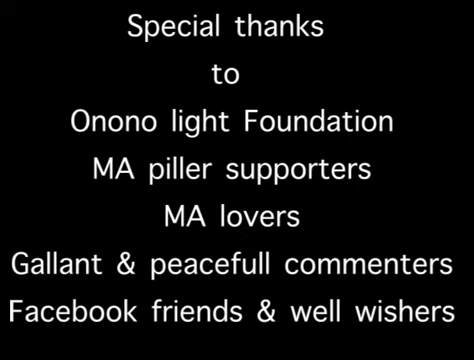 Special thanks
to
Onono light Foundation
MA piller supporters
MA lovers
Gallant & peacefull commenters
Facebook friends & well wishers